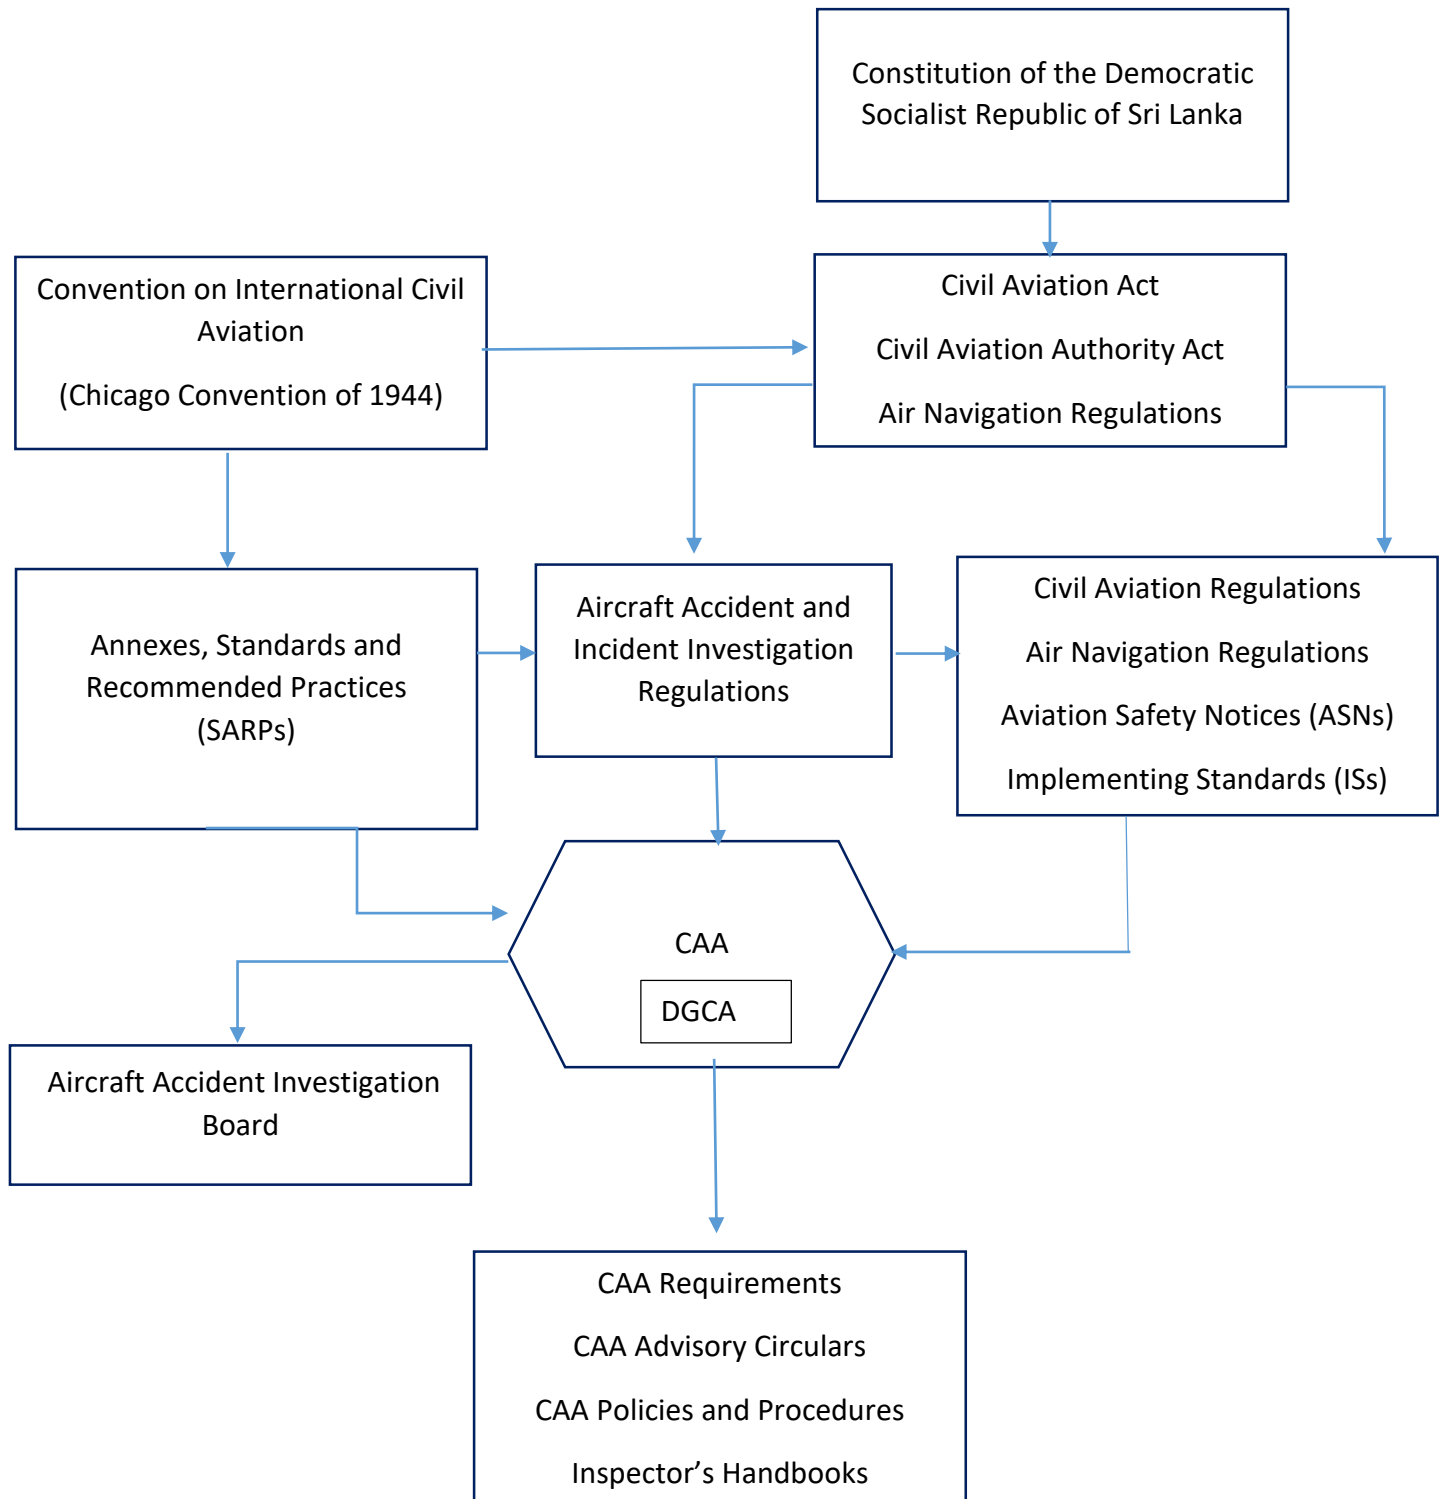 Constitution of the Democratic
Socialist Republic of Sri Lanka
Convention on International Civil
Aviation
(Chicago Convention of 1944)
Civil Aviation Act
Civil Aviation Authority Act
Air Navigation Regulations
Annexes, Standards and
Recommended Practices
(SARPs)
Aircraft Accident and
Incident Investigation
Regulations
Civil Aviation Regulations
Air Navigation Regulations
Aviation Safety Notices (ASNs)
Implementing Standards (ISs)
CAA
DGCA
Aircraft Accident Investigation
Board
CAA Requirements
CAA Advisory Circulars
CAA Policies and Procedures
Inspector’s Handbooks